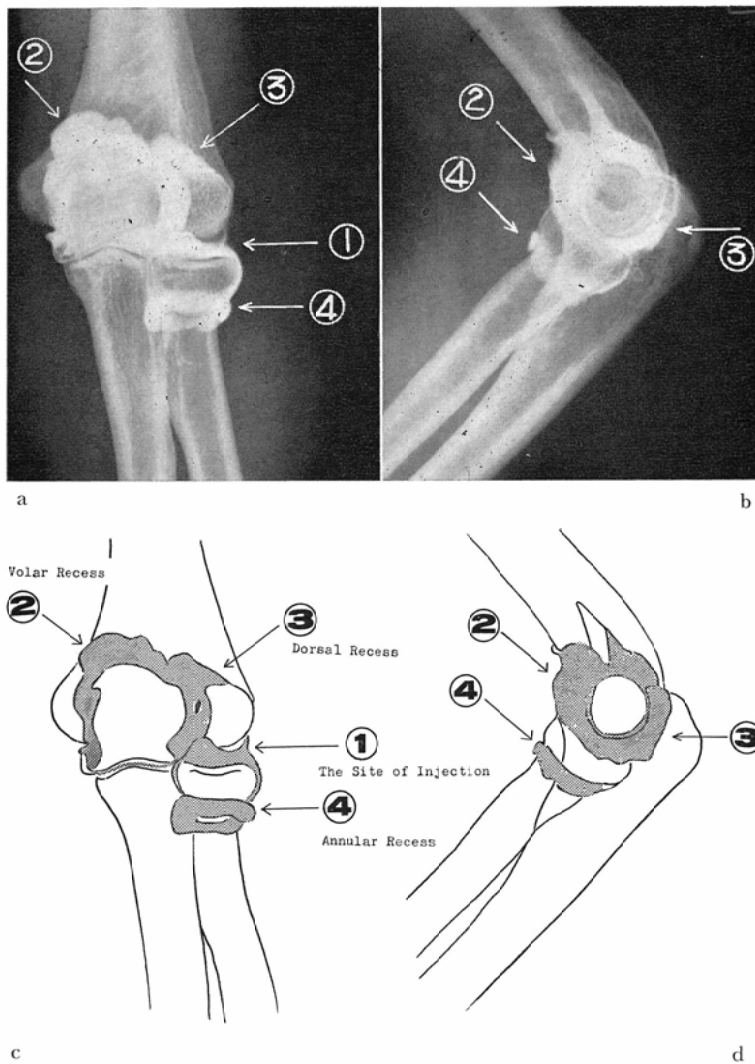 ②
③
①
④
②
④
③
a
b
Volar Recess
②
③
Dorsal Recess
①
The Site of Injection
④
Annular Recess
②
④
③
c
d